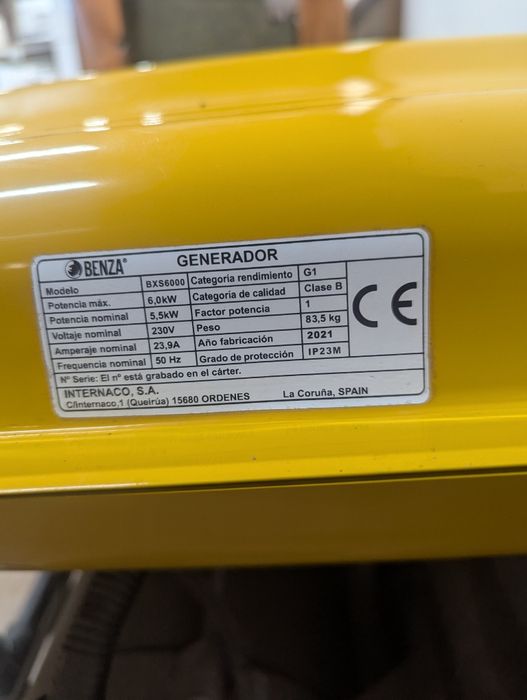 BENZA® GENERADOR
Modelo BXS6000 Categoría rendimiento G1
Potencia máx. 6,0kW Categoría de calidad Clase B
Potencia nominal 5,5kW Factor potencia 1
Voltaje nominal 230V Peso 83,5 kg
Amperaje nominal 23,9A Año fabricación 2021
Frequencia nominal 50 Hz Grado de protección IP23M
CE
Nº Serie: El nº está grabado en el cárter.
INTERNACO, S.A.
C/internaco,1 (Queirúa) 15680 ORDENES La Coruña, SPAIN